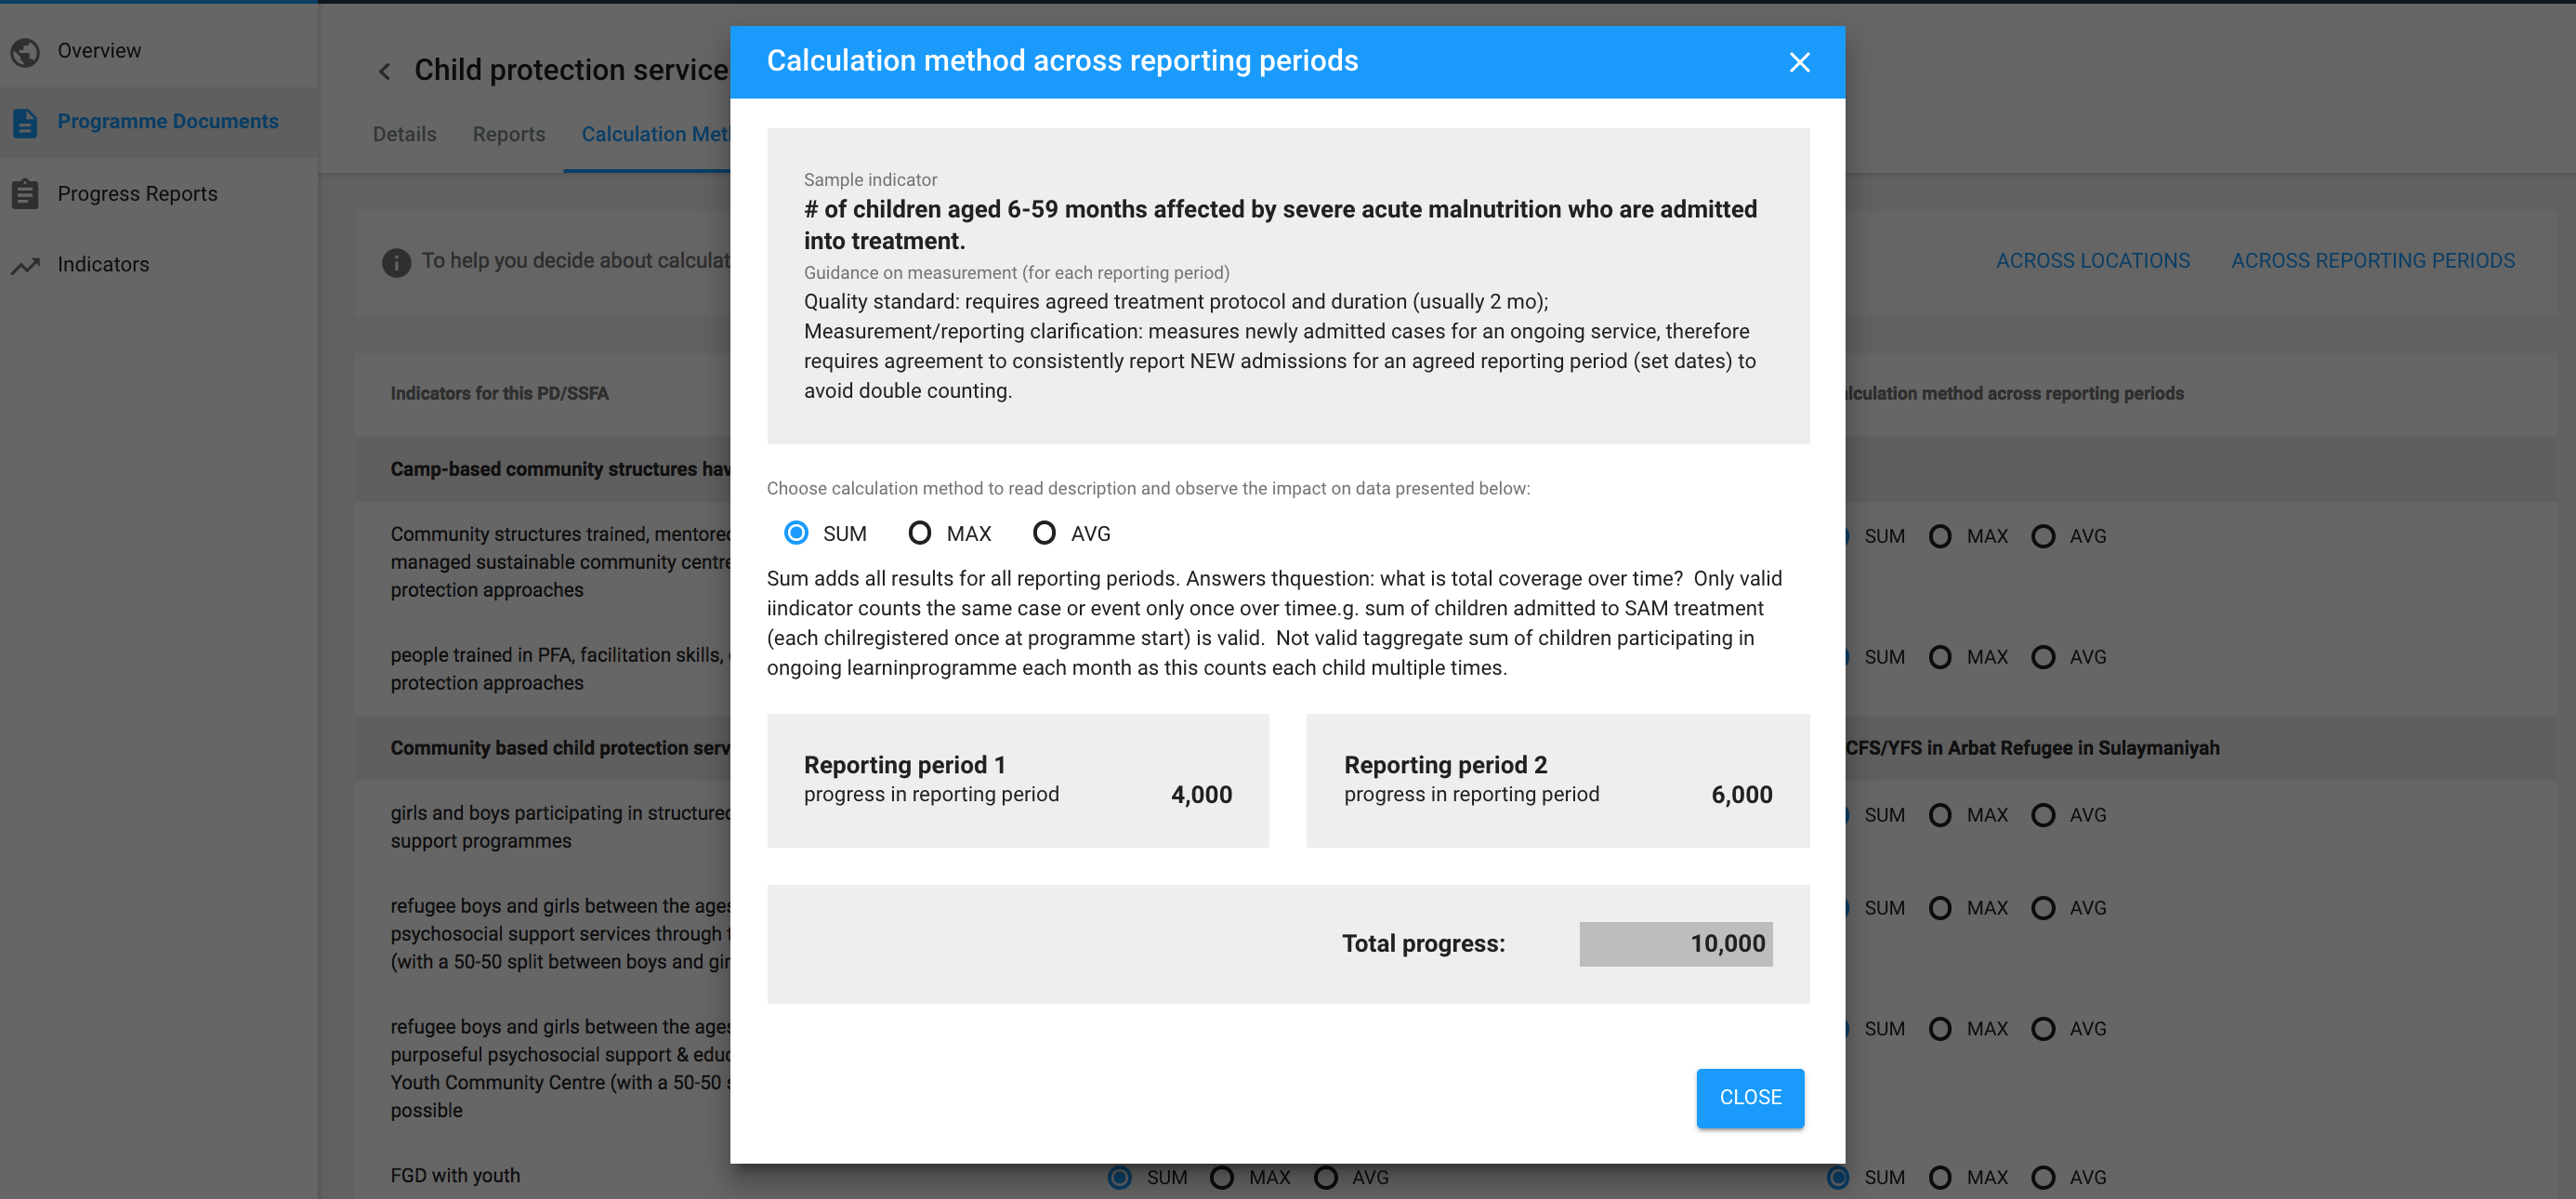 Overview
Programme Documents
Progress Reports
Indicators
Child protection service
Details Reports Calculation Met
To help you decide about calculat
ACROSS LOCATIONS ACROSS REPORTING PERIODS
Indicators for this PD/SSFA
lculation method across reporting periods
Camp-based community structures hav
Community structures trained, mentored
managed sustainable community centre
protection approaches
SUM MAX AVG
people trained in PFA, facilitation skills,
protection approaches
SUM MAX AVG
Community based child protection serv
CFS/YFS in Arbat Refugee in Sulaymaniyah
girls and boys participating in structured
support programmes
SUM MAX AVG
refugee boys and girls between the ages
psychosocial support services through t
(with a 50-50 split between boys and gir
SUM MAX AVG
refugee boys and girls between the ages
purposeful psychosocial support & educ
Youth Community Centre (with a 50-50 s
possible
SUM MAX AVG
FGD with youth
SUM MAX AVG
SUM MAX AVG
Calculation method across reporting periods
Sample indicator
# of children aged 6-59 months affected by severe acute malnutrition who are admitted
into treatment.
Guidance on measurement (for each reporting period)
Quality standard: requires agreed treatment protocol and duration (usually 2 mo);
Measurement/reporting clarification: measures newly admitted cases for an ongoing service, therefore
requires agreement to consistently report NEW admissions for an agreed reporting period (set dates) to
avoid double counting.
Choose calculation method to read description and observe the impact on data presented below:
SUM MAX AVG
Sum adds all results for all reporting periods. Answers thquestion: what is total coverage over time? Only valid
iindicator counts the same case or event only once over timee.g. sum of children admitted to SAM treatment
(each chilregistered once at programme start) is valid. Not valid taggregate sum of children participating in
ongoing learninprogramme each month as this counts each child multiple times.
Reporting period 1
progress in reporting period 4,000
Reporting period 2
progress in reporting period 6,000
Total progress: 10,000
CLOSE